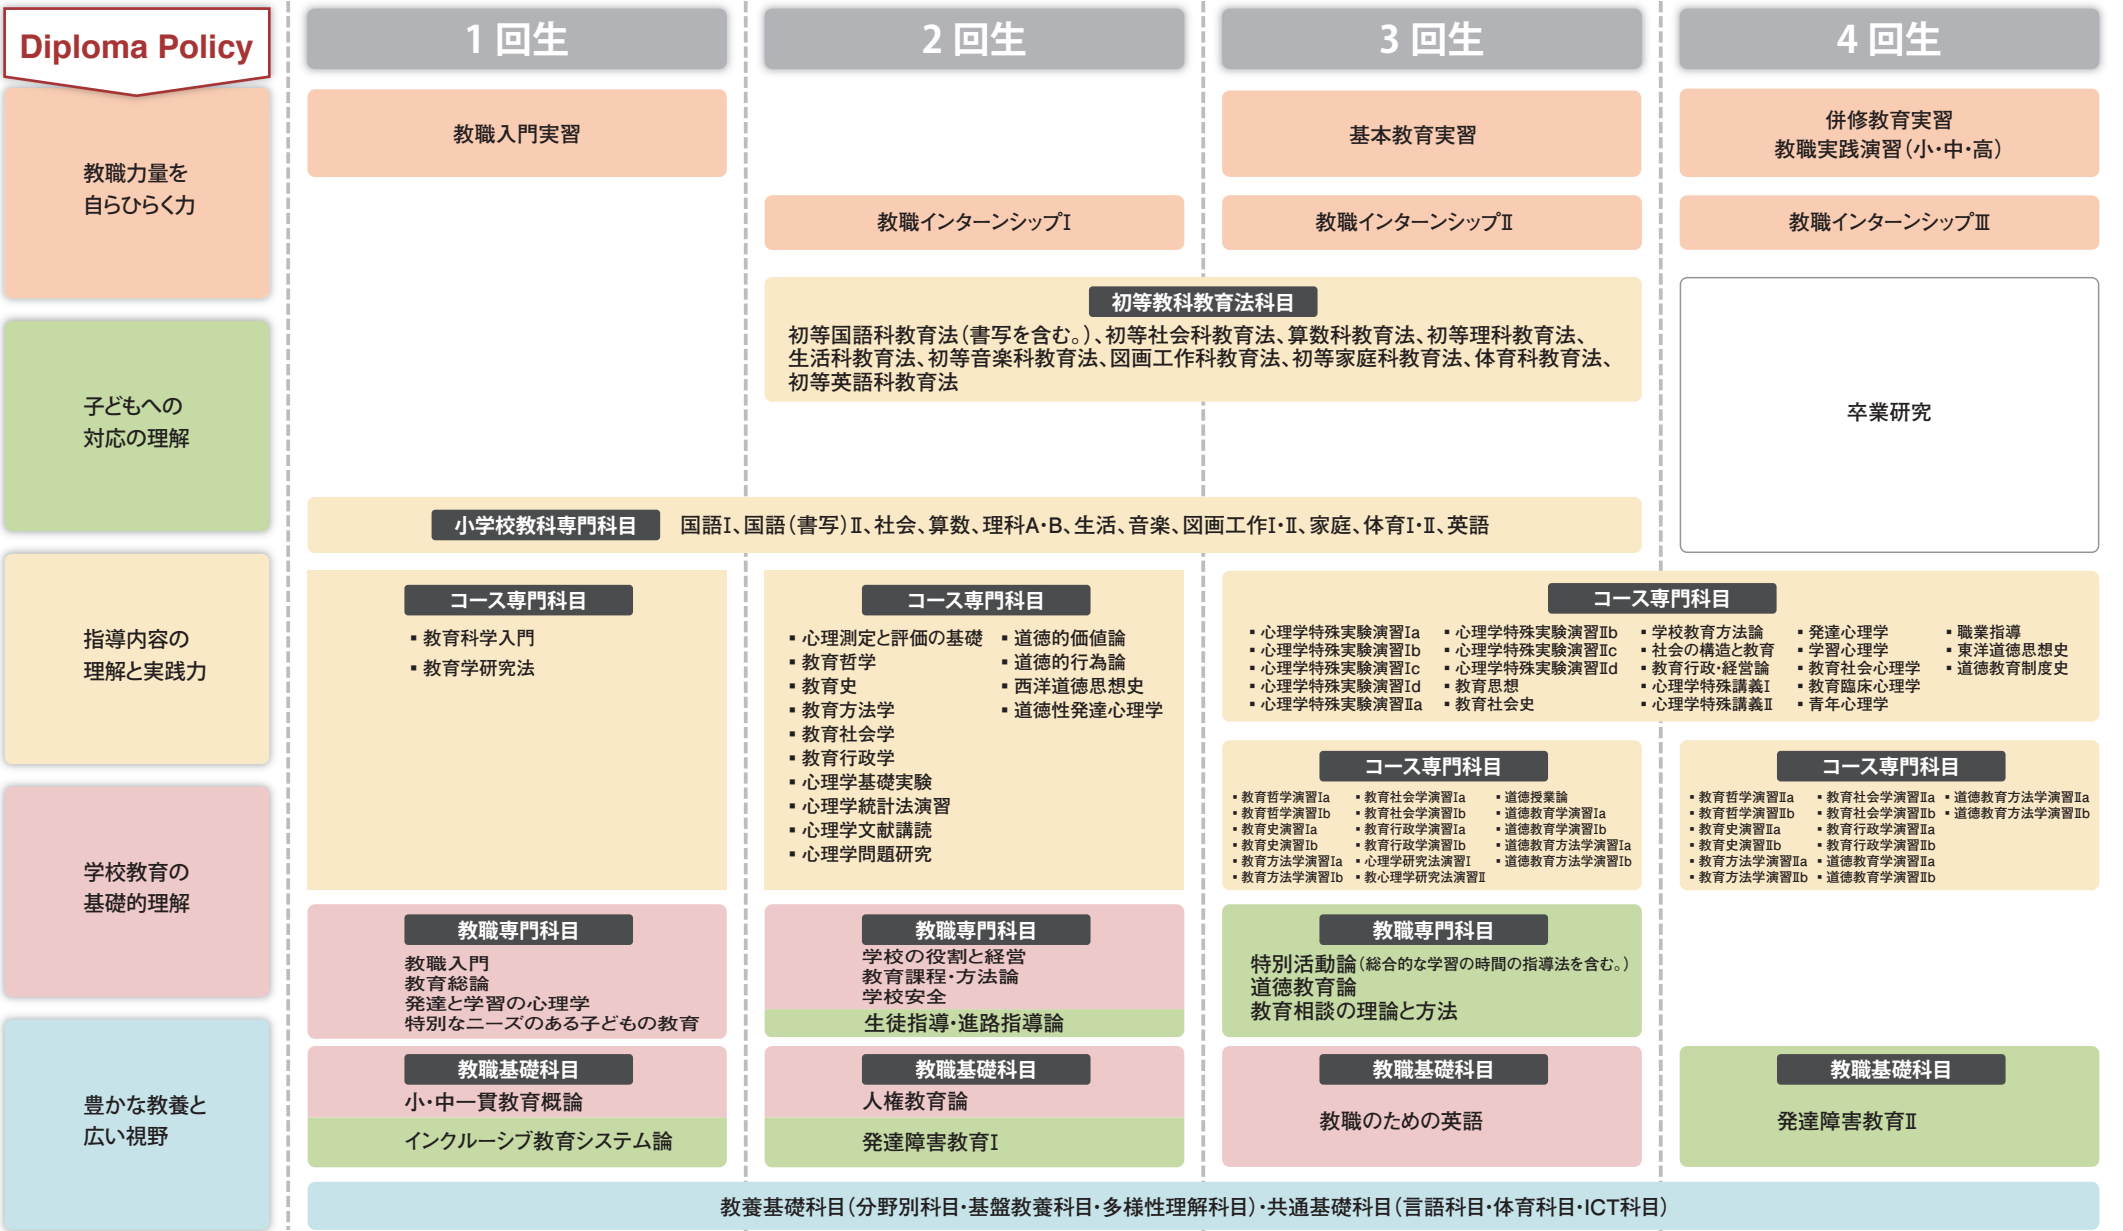 Diploma Policy
1 回生
2 回生
3 回生
4 回生
教職力量を
自らひらく力
子どもへの
対応の理解
指導内容の
理解と実践力
学校教育の
基礎的理解
豊かな教養と
広い視野
教職入門実習
基本教育実習
併修教育実習
教職実践演習（小・中・高）
教職インターンシップⅠ
教職インターンシップⅡ
教職インターンシップⅢ
初等教科教育法科目
初等国語科教育法（書写を含む。）、初等社会科教育法、算数科教育法、初等理科教育法、
生活科教育法、初等音楽科教育法、図画工作科教育法、初等家庭科教育法、体育科教育法、
初等英語科教育法
卒業研究
小学校教科専門科目 国語Ⅰ、国語（書写）Ⅱ、社会、算数、理科A・B、生活、音楽、図画工作Ⅰ・Ⅱ、家庭、体育Ⅰ・Ⅱ、英語
コース専門科目
▪ 教育科学入門
▪ 教育学研究法
コース専門科目
▪ 心理測定と評価の基礎
▪ 教育哲学
▪ 教育史
▪ 教育方法学
▪ 教育社会学
▪ 教育行政学
▪ 心理学基礎実験
▪ 心理学統計法演習
▪ 心理学文献講読
▪ 心理学問題研究
▪ 道徳的価値論
▪ 道徳的行為論
▪ 西洋道徳思想史
▪ 道徳性発達心理学
コース専門科目
▪ 心理学特殊実験演習Ⅰa
▪ 心理学特殊実験演習Ⅰb
▪ 心理学特殊実験演習Ⅰc
▪ 心理学特殊実験演習Ⅰd
▪ 心理学特殊実験演習Ⅱa
▪ 心理学特殊実験演習Ⅱb
▪ 心理学特殊実験演習Ⅱc
▪ 心理学特殊実験演習Ⅱd
▪ 教育思想
▪ 教育社会史
▪ 学校教育方法論
▪ 社会の構造と教育
▪ 教育行政・経営論
▪ 心理学特殊講義Ⅰ
▪ 心理学特殊講義Ⅱ
▪ 発達心理学
▪ 学習心理学
▪ 教育社会心理学
▪ 教育臨床心理学
▪ 青年心理学
▪ 職業指導
▪ 東洋道徳思想史
▪ 道徳教育制度史
コース専門科目
▪ 教育哲学演習Ⅰa
▪ 教育哲学演習Ⅰb
▪ 教育史演習Ⅰa
▪ 教育史演習Ⅰb
▪ 教育方法学演習Ⅰa
▪ 教育方法学演習Ⅰb
▪ 教育社会学演習Ⅰa
▪ 教育社会学演習Ⅰb
▪ 教育行政学演習Ⅰa
▪ 教育行政学演習Ⅰb
▪ 心理学研究法演習Ⅰ
▪ 教心理学研究法演習Ⅱ
▪ 道徳授業論
▪ 道徳教育学演習Ⅰa
▪ 道徳教育学演習Ⅰb
▪ 道徳教育方法学演習Ⅰa
▪ 道徳教育方法学演習Ⅰb
コース専門科目
▪ 教育哲学演習Ⅱa
▪ 教育哲学演習Ⅱb
▪ 教育史演習Ⅱa
▪ 教育史演習Ⅱb
▪ 教育方法学演習Ⅱa
▪ 教育方法学演習Ⅱb
▪ 教育社会学演習Ⅱa
▪ 教育社会学演習Ⅱb
▪ 教育行政学演習Ⅱa
▪ 教育行政学演習Ⅱb
▪ 道徳教育学演習Ⅱa
▪ 道徳教育学演習Ⅱb
▪ 道徳教育方法学演習Ⅱa
▪ 道徳教育方法学演習Ⅱb
教職専門科目
教職入門
教育総論
発達と学習の心理学
特別なニーズのある子どもの教育
教職専門科目
学校の役割と経営
教育課程・方法論
学校安全
生徒指導・進路指導論
教職専門科目
特別活動論（総合的な学習の時間の指導法を含む。）
道徳教育論
教育相談の理論と方法
教職基礎科目
小・中一貫教育概論
インクルーシブ教育システム論
教職基礎科目
人権教育論
発達障害教育Ⅰ
教職基礎科目
教職のための英語
教職基礎科目
発達障害教育Ⅱ
教養基礎科目（分野別科目・基盤教養科目・多様性理解科目）・共通基礎科目（言語科目・体育科目・ICT科目）